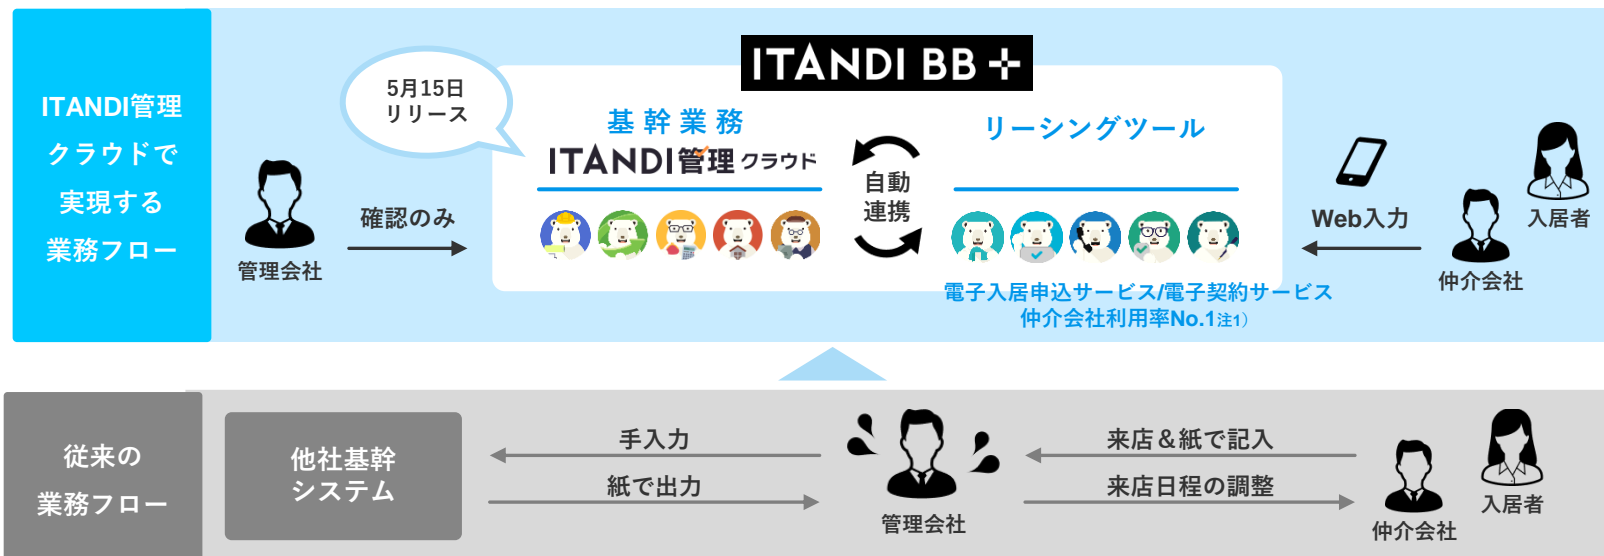 ITANDI BB +
5月15日
リリース
ITANDI管理
クラウドで
実現する
業務フロー
基幹業務
ITANDI管理クラウド
自動
連携
リーシングツール
確認のみ
管理会社
Web入力
仲介会社
入居者
電子入居申込サービス/電子契約サービス
仲介会社利用率No.1注1）
従来の
業務フロー
他社基幹
システム
手入力
紙で出力
管理会社
来店＆紙で記入
来店日程の調整
仲介会社
入居者